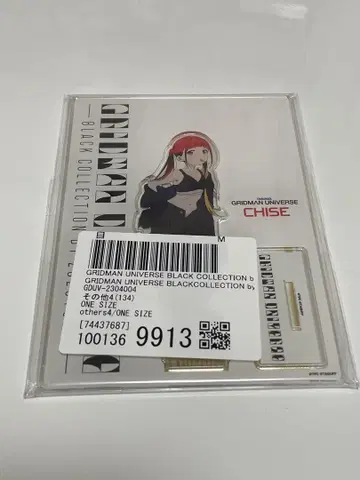 GRIDMAN UNIVERSE
CHISE
GRIDMAN UNIVERSE BLACK COLLECTION b
GRIDMAN UNIVERSE BLACKCOLLECTION by
GDUV-2304004
その他4(134)
ONE SIZE
others4/ONE SIZE
[74437687]
100136 9913
GRIDMAN U
BLACK COLLECTION
GRIDMAN
UNIVERSE